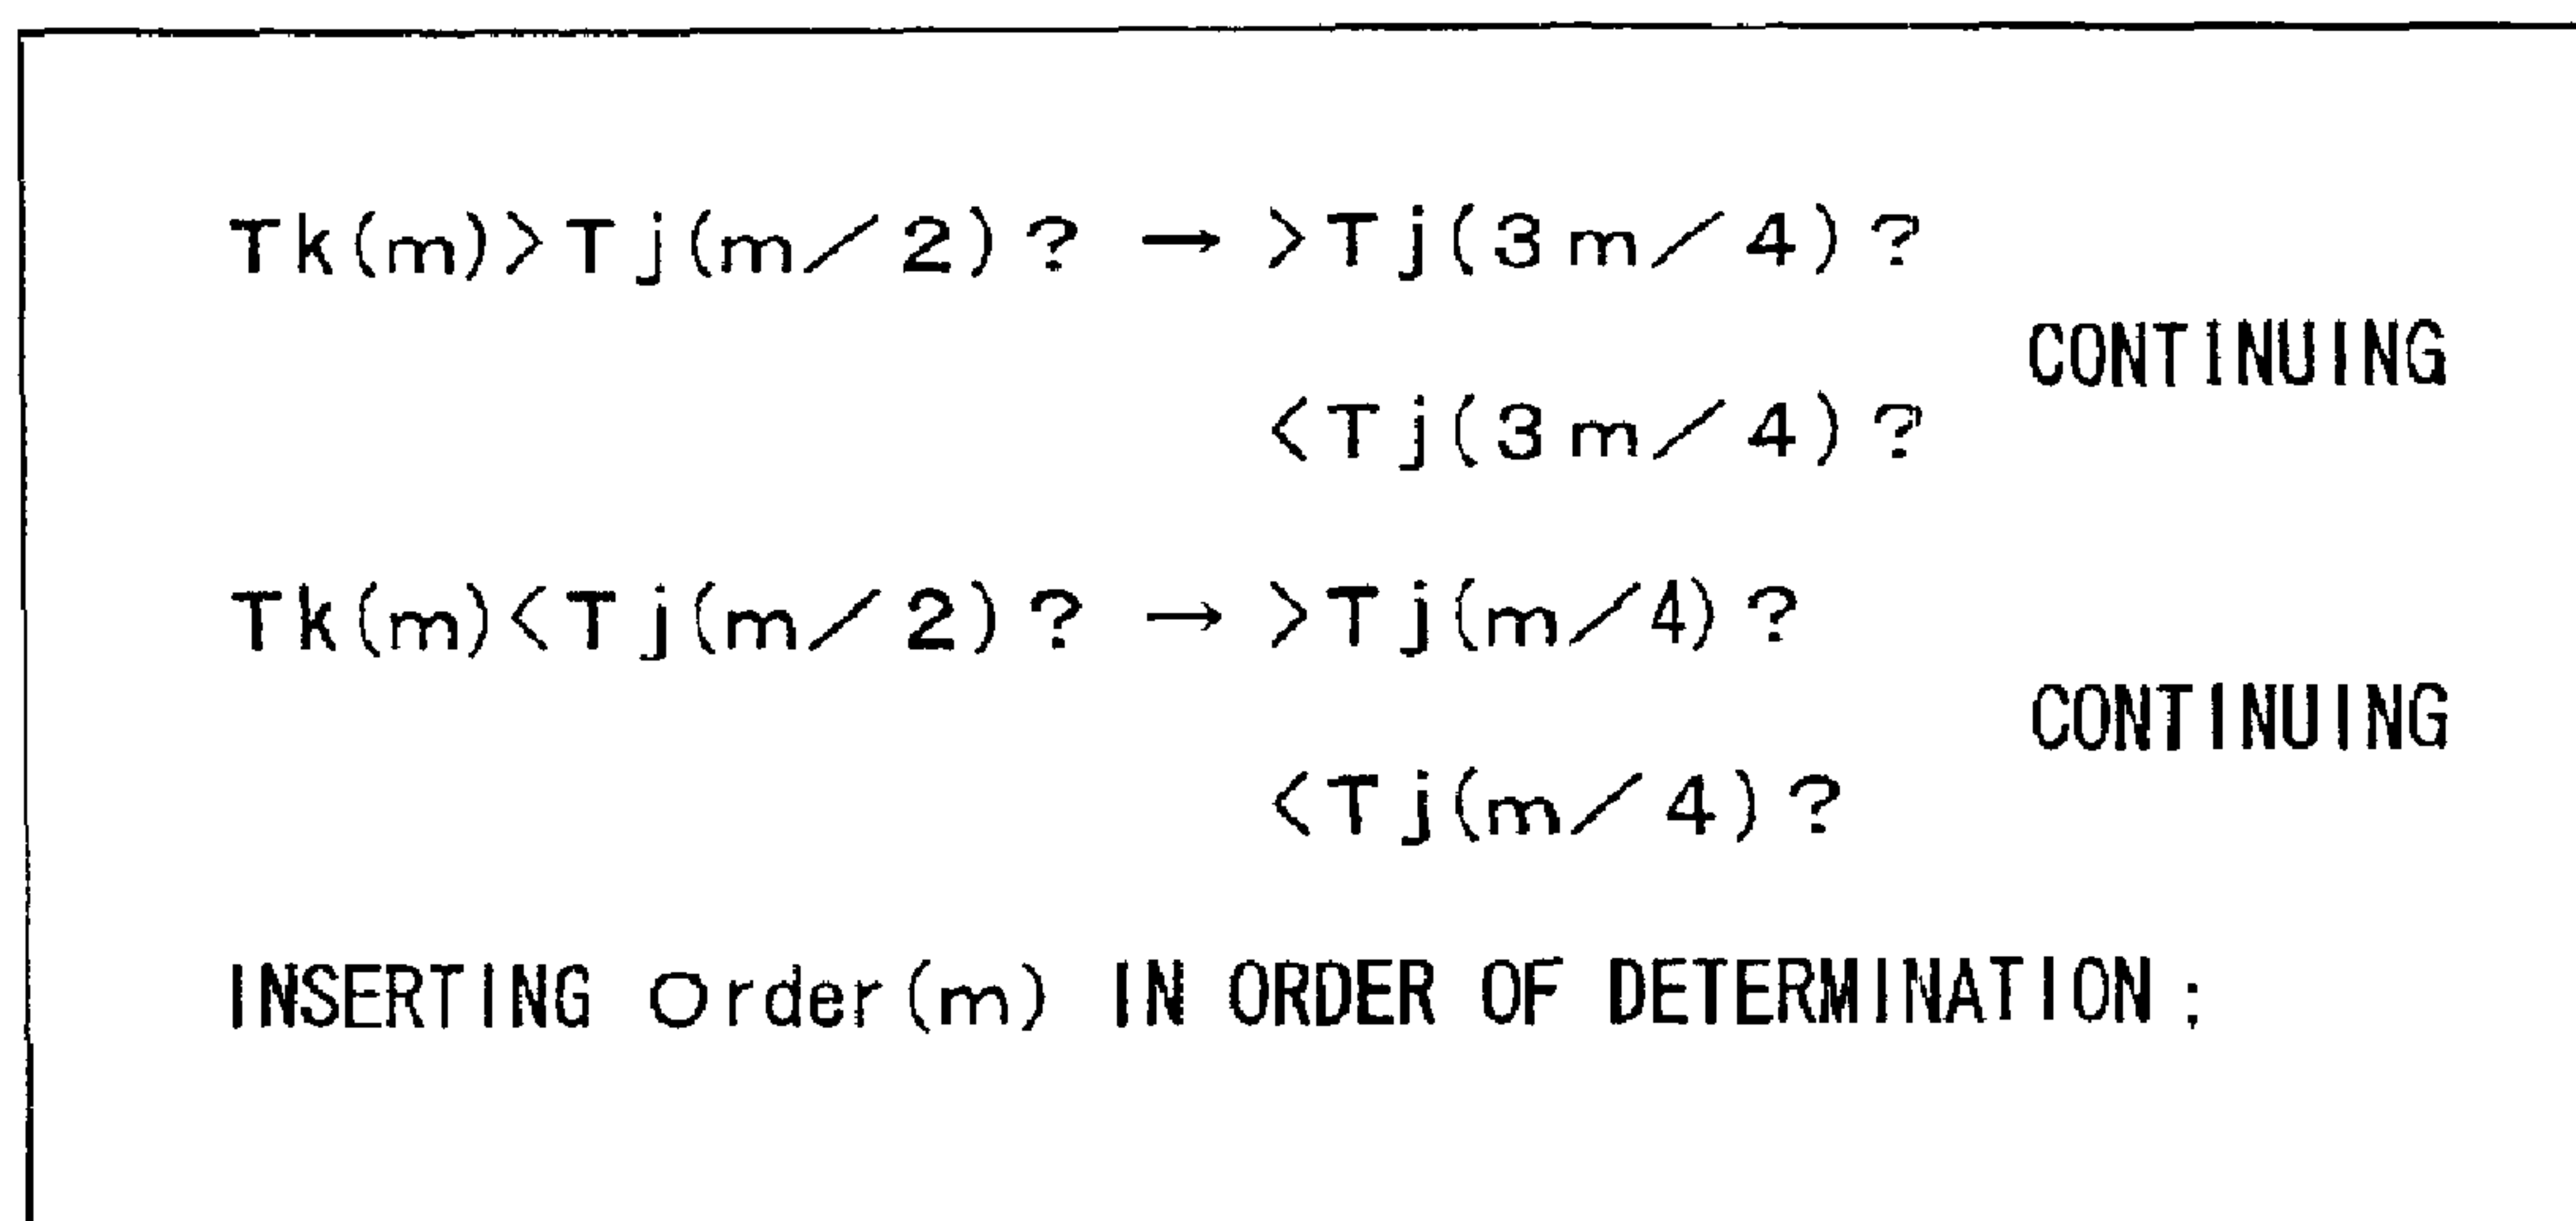 Tk(m)>Tj(m/2)? → >Tj(3m/4)?
CONTINUING
<Tj(3m/4)?
Tk(m)<Tj(m/2)? → >Tj(m/4)?
CONTINUING
<Tj(m/4)?
INSERTING Order(m) IN ORDER OF DETERMINATION;